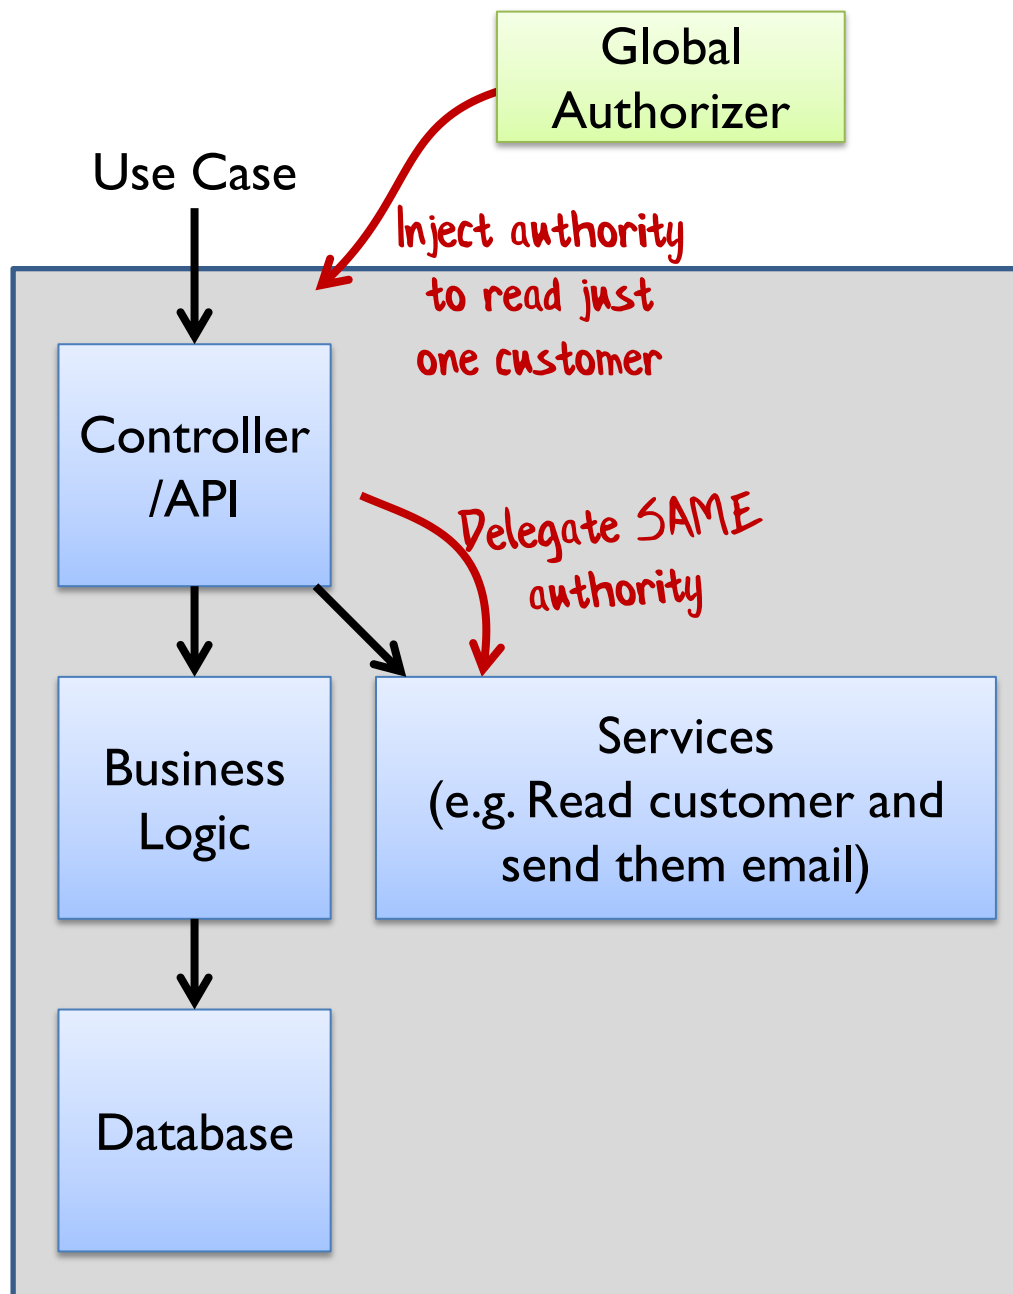 Global
Authorizer
Use Case
Inject authority
to read just
one customer
Controller
/API
Delegate SAME
authority
Business
Logic
Services
(e.g. Read customer and
send them email)
Database